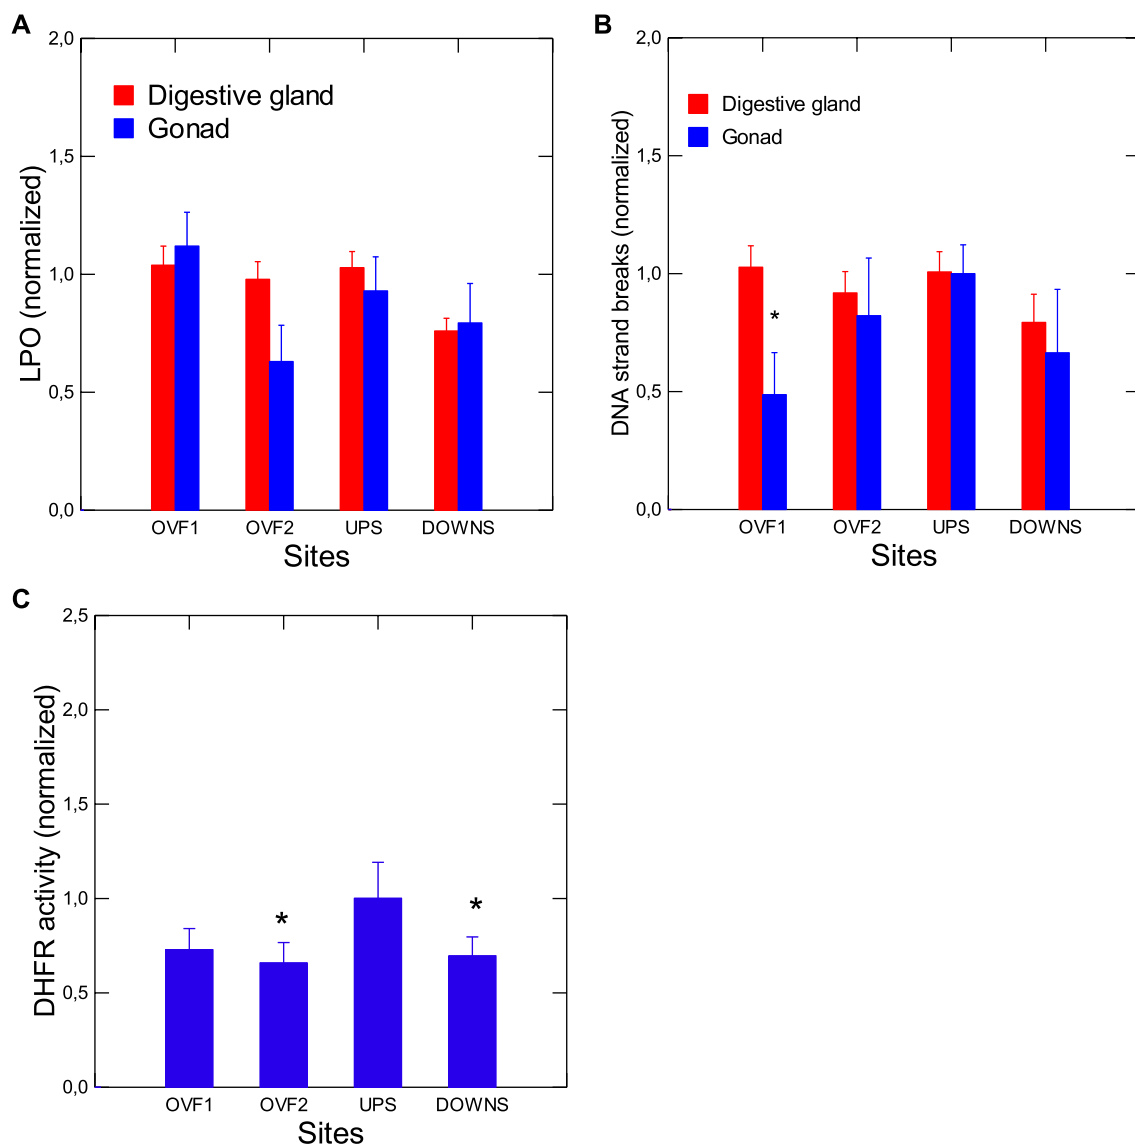 A
LPO (normalized)
2,0
1,5
1,0
0,5
0,0
Digestive gland
Gonad
OVF1 OVF2 UPS DOWNS
Sites
B
DNA strand breaks (normalized)
2,0
1,5
1,0
0,5
0,0
Digestive gland
Gonad
*
OVF1 OVF2 UPS DOWNS
Sites
C
DHFR activity (normalized)
2,5
2,0
1,5
1,0
0,5
0,0
* *
OVF1 OVF2 UPS DOWNS
Sites